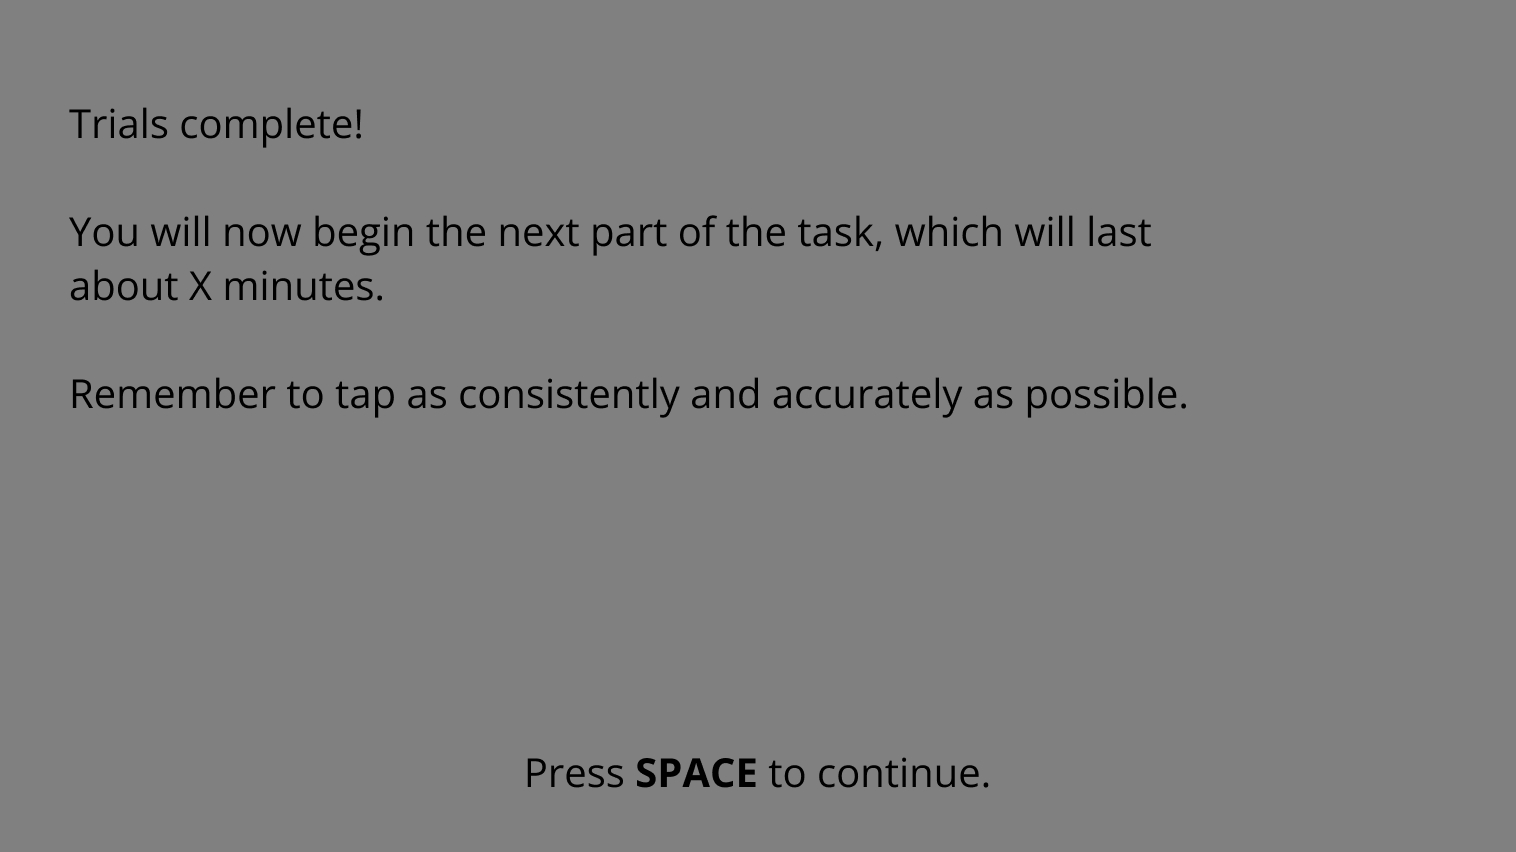 Trials complete!
You will now begin the next part of the task, which will last
about X minutes.
Remember to tap as consistently and accurately as possible.
Press SPACE to continue.